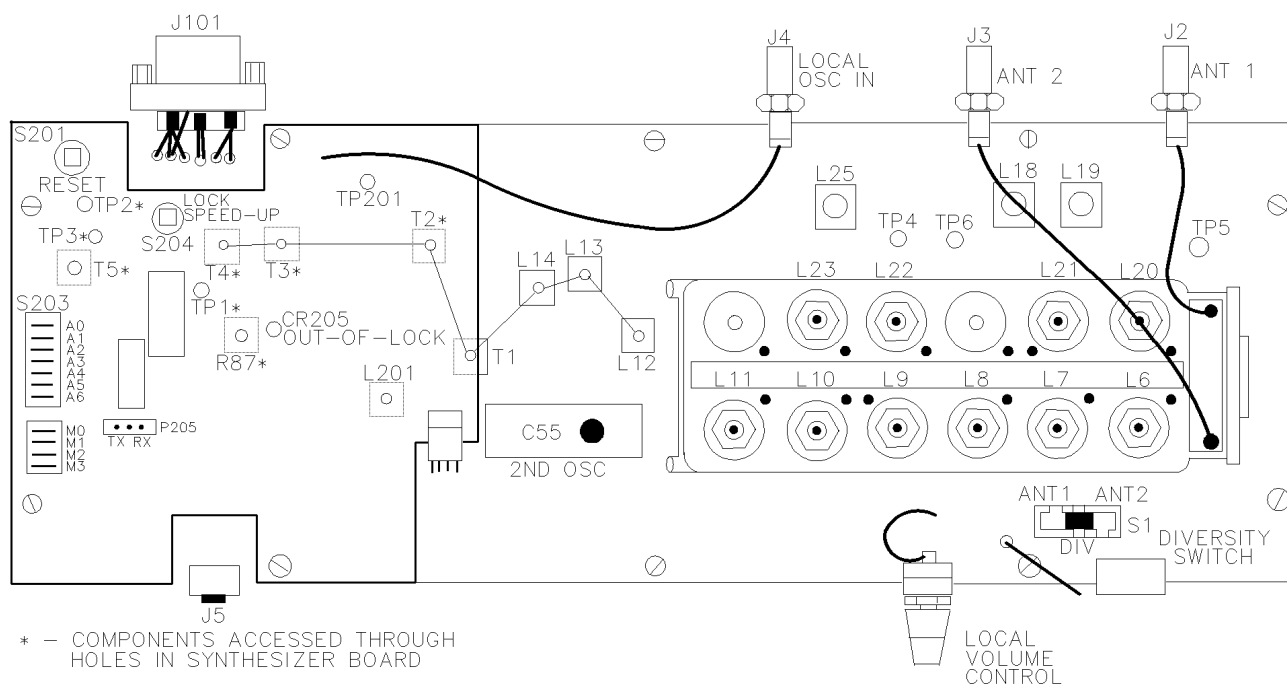 J101
J4
LOCAL
OSC IN
J3
ANT 2
J2
ANT 1
S201
RESET
TP2*
LOCK
SPEED-UP
S204
TP201
TP3*
T5*
T4*
T3*
T2*
TP1*
S203
A0
A1
A2
A3
A4
A5
A6
R87*
CR205
OUT-OF-LOCK
L201
P205
TX RX
M0
M1
M2
M3
T1
L14
L13
L12
C55
2ND OSC
L25
L18
L19
TP4
TP6
TP5
L23
L22
L21
L20
L11
L10
L9
L8
L7
L6
ANT1
ANT2
S1
DIV
DIVERSITY
SWITCH
J5
LOCAL
VOLUME
CONTROL
* - COMPONENTS ACCESSED THROUGH
HOLES IN SYNTHESIZER BOARD